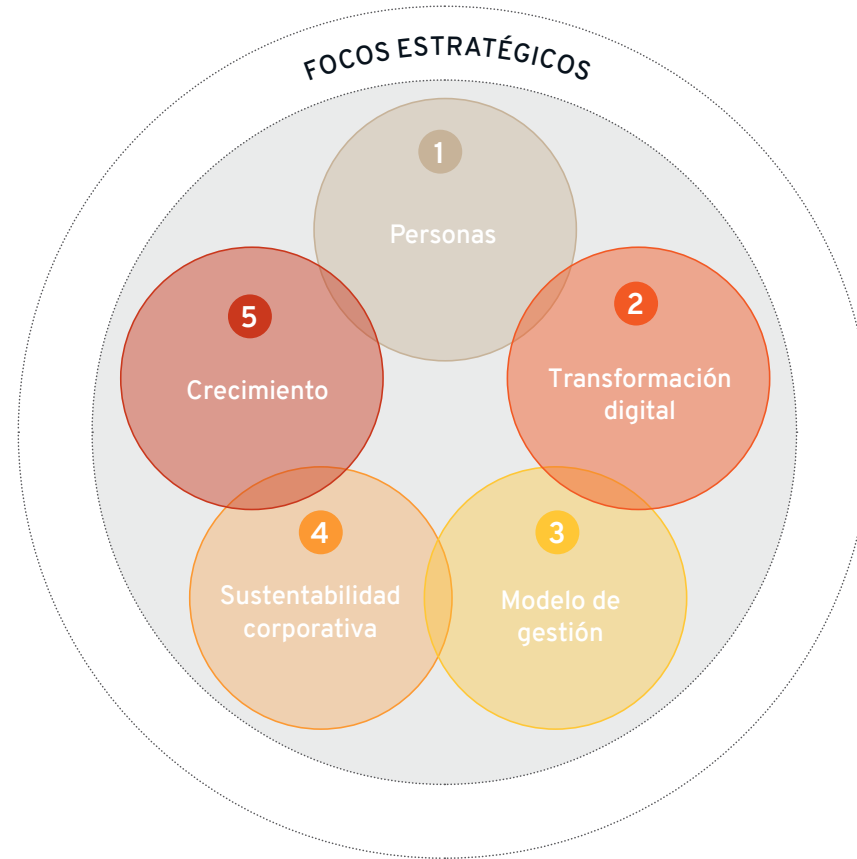 FOCOS ESTRATÉGICOS
1
Personas
2
Transformación
digital
3
Modelo de
gestión
4
Sustentabilidad
corporativa
5
Crecimiento